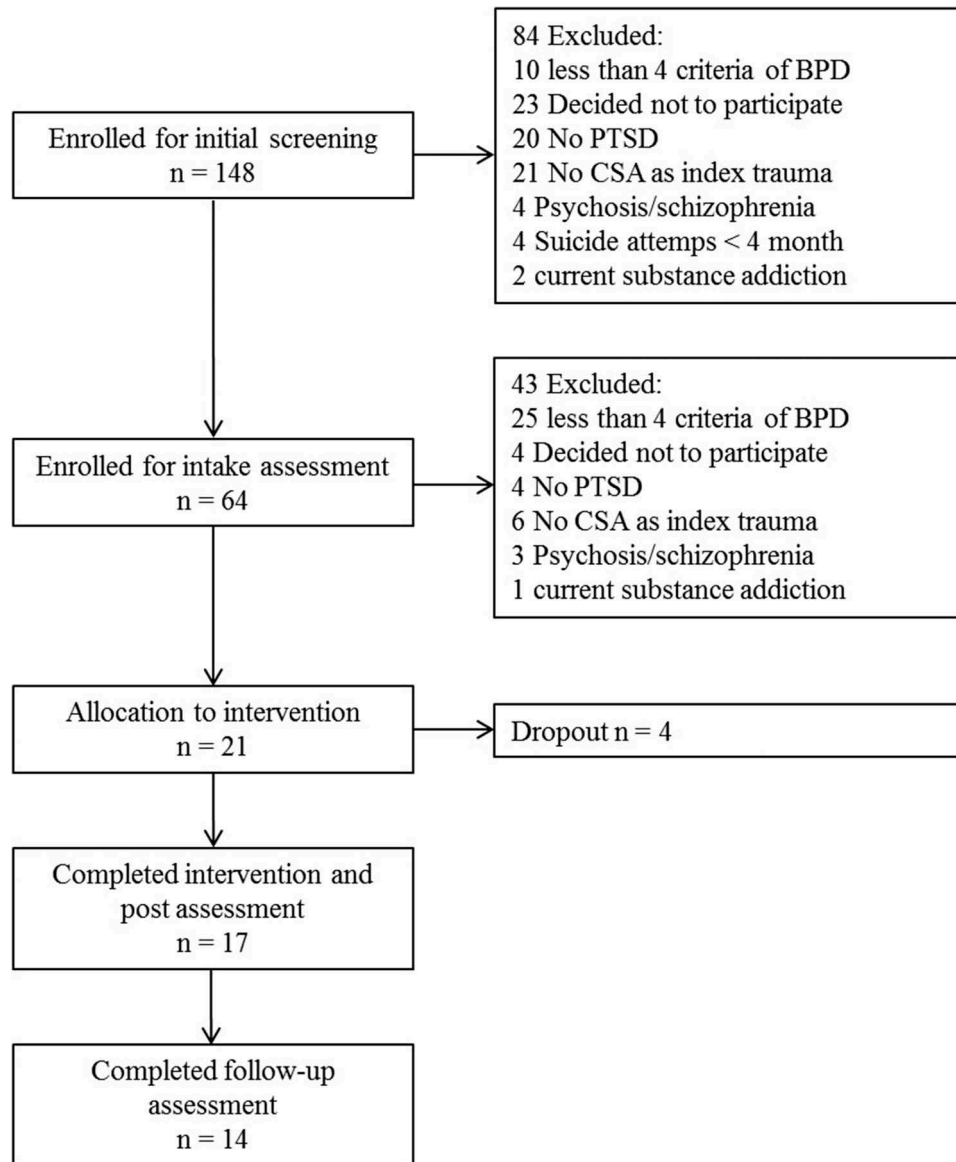 84 Excluded:
10 less than 4 criteria of BPD
23 Decided not to participate
20 No PTSD
21 No CSA as index trauma
4 Psychosis/schizophrenia
4 Suicide attemps < 4 month
2 current substance addiction
Enrolled for initial screening
n = 148
43 Excluded:
25 less than 4 criteria of BPD
4 Decided not to participate
4 No PTSD
6 No CSA as index trauma
3 Psychosis/schizophrenia
1 current substance addiction
Enrolled for intake assessment
n = 64
Allocation to intervention
n = 21
Dropout n = 4
Completed intervention and
post assessment
n = 17
Completed follow-up
assessment
n = 14